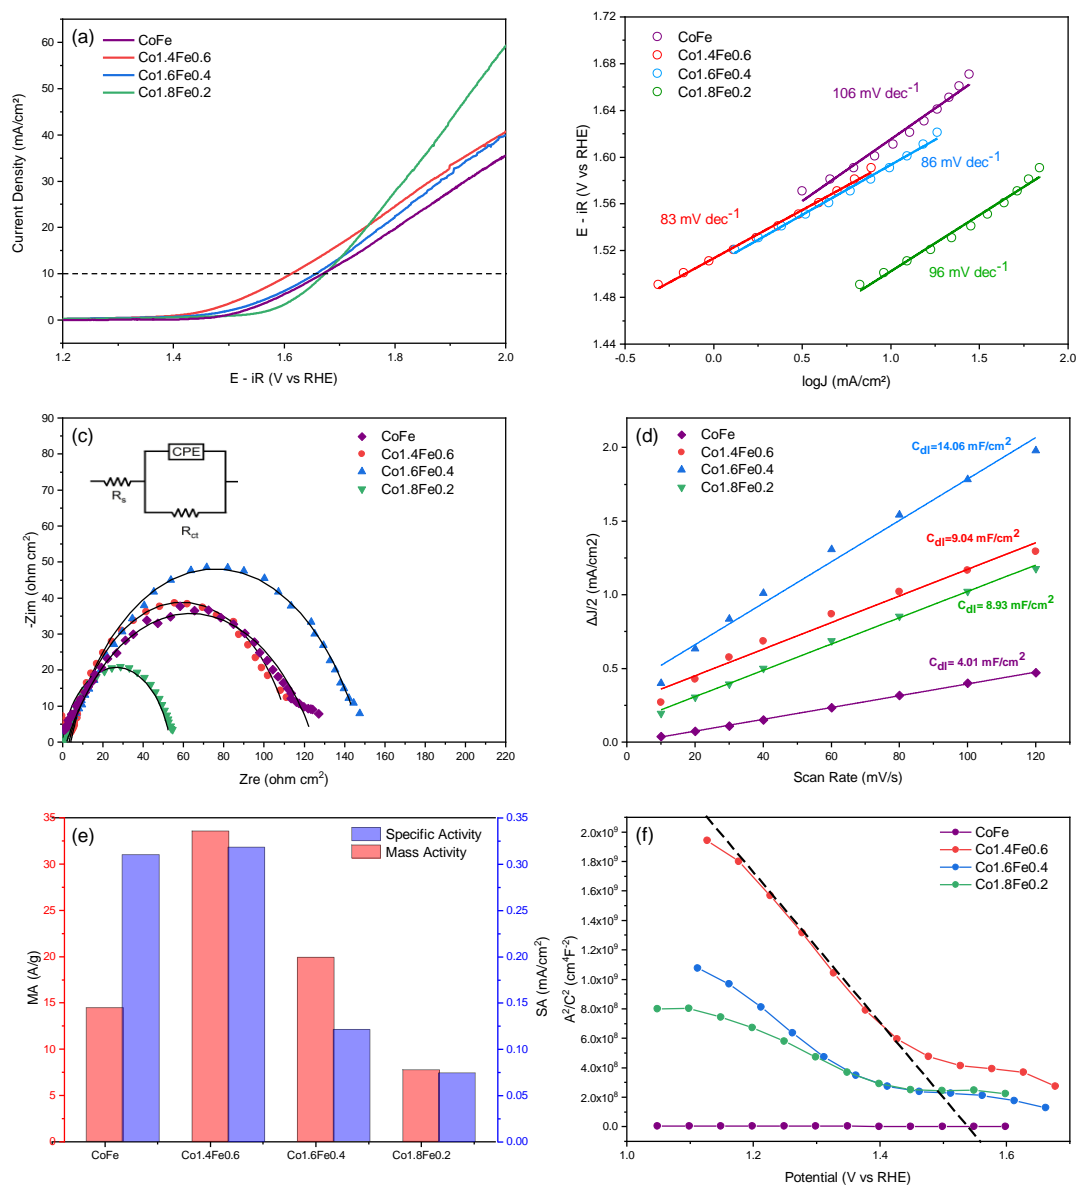 (a)
CoFe
Co1.4Fe0.6
Co1.6Fe0.4
Co1.8Fe0.2
Current Density (mA/cm²)
60
50
40
30
20
10
0
1.2
1.4
1.6
1.8
2.0
E - iR (V vs RHE)
CoFe
Co1.4Fe0.6
Co1.6Fe0.4
Co1.8Fe0.2
106 mV dec⁻¹
86 mV dec⁻¹
83 mV dec⁻¹
96 mV dec⁻¹
E - iR (V vs RHE)
1.72
1.68
1.64
1.60
1.56
1.52
1.48
1.44
-0.5
0.0
0.5
1.0
1.5
2.0
logJ (mA/cm²)
(c)
CPE
Rs
Rct
CoFe
Co1.4Fe0.6
Co1.6Fe0.4
Co1.8Fe0.2
-Zim (ohm cm²)
90
80
70
60
50
40
30
20
10
0
0
20
40
60
80
100
120
140
160
180
200
220
Zre (ohm cm²)
(d)
CoFe
Co1.4Fe0.6
Co1.6Fe0.4
Co1.8Fe0.2
Cdl=14.06 mF/cm²
Cdl=9.04 mF/cm²
Cdl= 8.93 mF/cm²
Cdl= 4.01 mF/cm²
ΔJ/2 (mA/cm2)
2.0
1.5
1.0
0.5
0.0
0
20
40
60
80
100
120
Scan Rate (mV/s)
(e)
Specific Activity
Mass Activity
MA (A/g)
35
30
25
20
15
10
5
0
SA (mA/cm²)
0.35
0.30
0.25
0.20
0.15
0.10
0.05
0.00
CoFe
Co1.4Fe0.6
Co1.6Fe0.4
Co1.8Fe0.2
(f)
CoFe
Co1.4Fe0.6
Co1.6Fe0.4
Co1.8Fe0.2
A²/C² (cm⁴F⁻²)
2.0x10⁹
1.8x10⁹
1.6x10⁹
1.4x10⁹
1.2x10⁹
1.0x10⁹
8.0x10⁸
6.0x10⁸
4.0x10⁸
2.0x10⁸
0.0
1.0
1.2
1.4
1.6
Potential (V vs RHE)